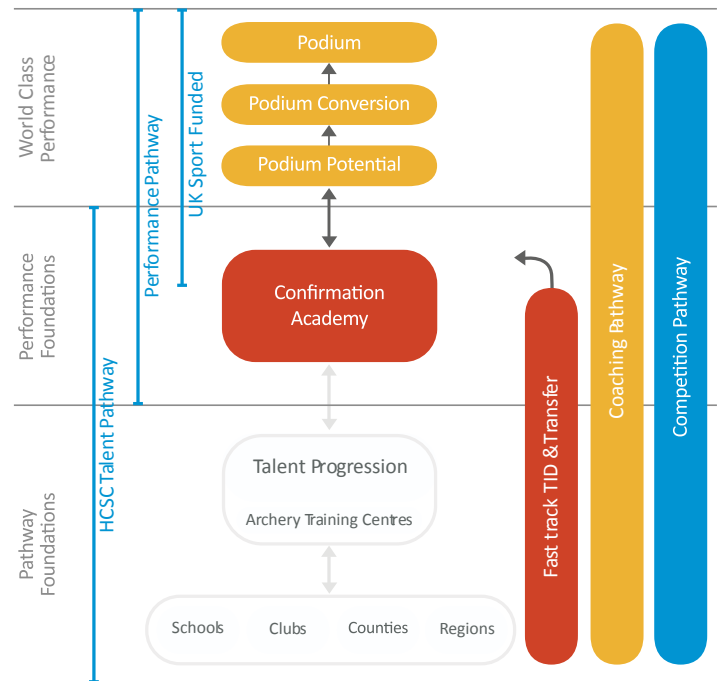 World Class
Performance
Performance
Foundations
Pathway
Foundations
HCSC Talent Pathway
Performance Pathway
UK Sport Funded
Podium
Podium Conversion
Podium Potential
Confirmation
Academy
Talent Progression
Archery Training Centres
Schools
Clubs
Counties
Regions
Fast track TID & Transfer
Coaching Pathway
Competition Pathway